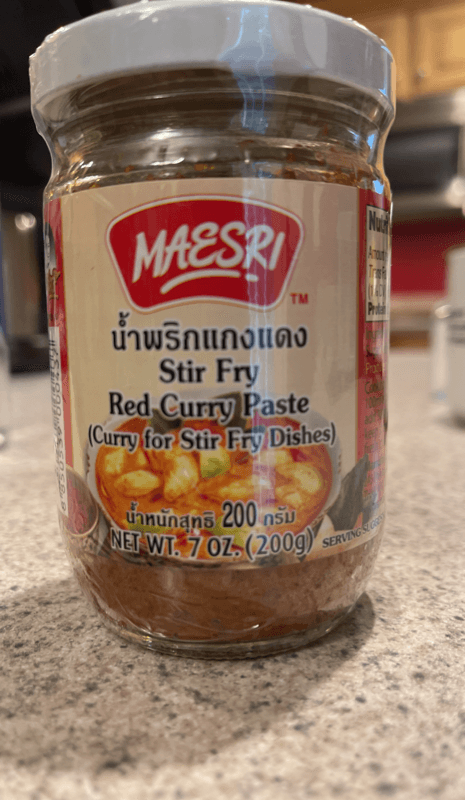 MAESRI
TM
น้ำพริกแกงแดง
Stir Fry
Red Curry Paste
(Curry for Stir Fry Dishes)
น้ำหนักสุทธิ 200 กรัม
NET WT. 7 OZ. (200g)
SERVING